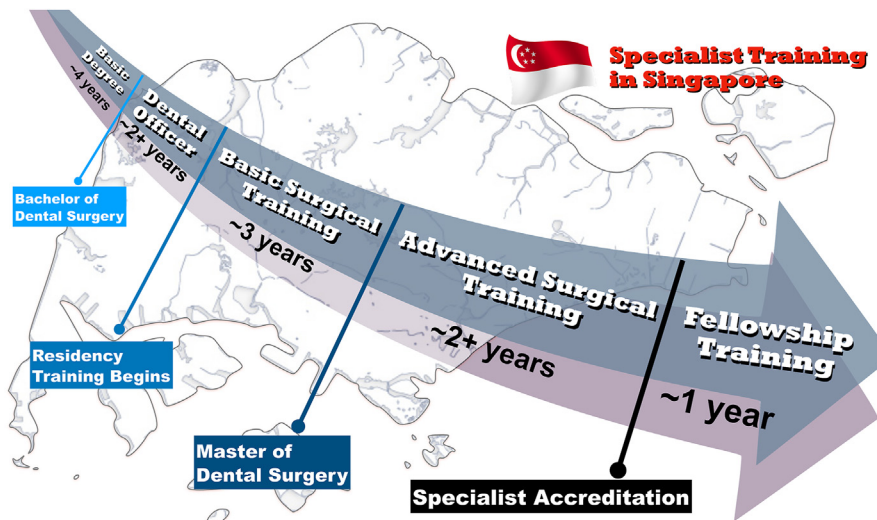 Specialist Training
in Singapore
Basic
Degree
~4 years
Bachelor of
Dental Surgery
Dental
Officer
~2+ years
Residency
Training Begins
Basic Surgical
Training
~3 years
Master of
Dental Surgery
Advanced Surgical
Training
~2+ years
Specialist Accreditation
Fellowship
Training
~1 year